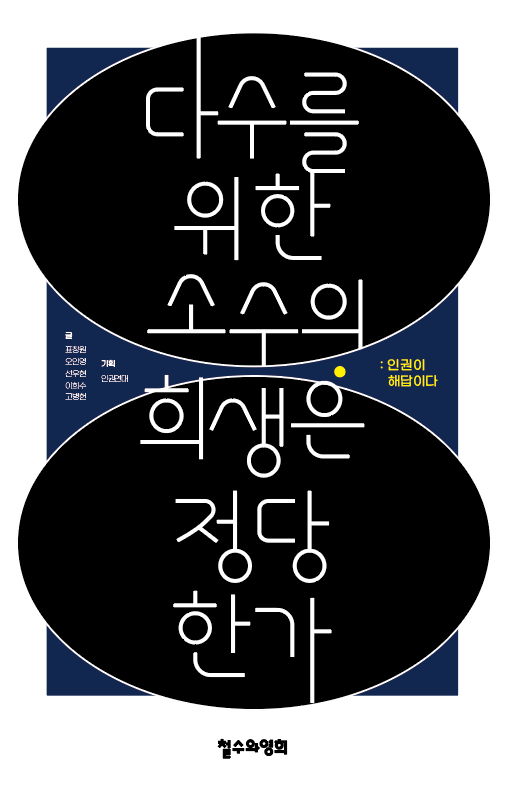 다수를
위한
소수의
희생은
정당
한가
: 인권이
해답이다
글
표창원
오인영
선우현
이희수
고병헌
기획
인권연대
철수와영희